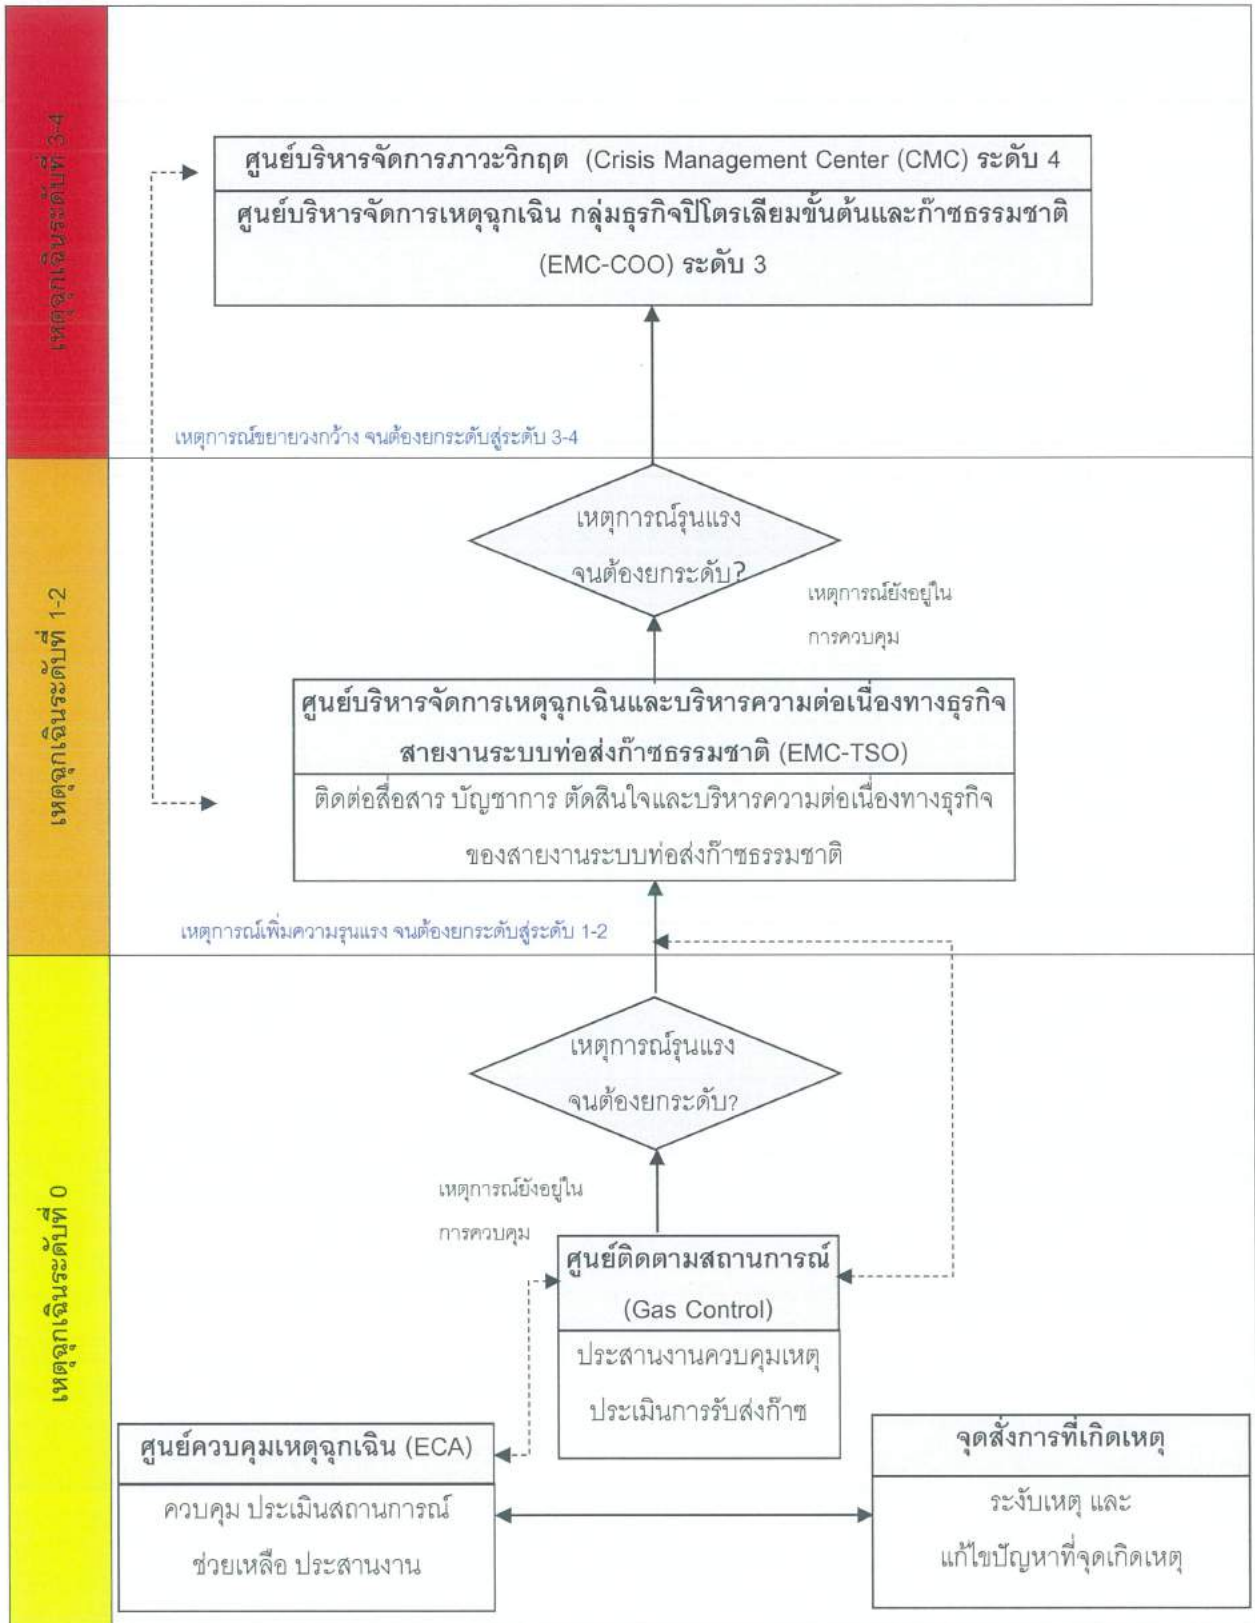 เหตุฉุกเฉินระดับที่ 3-4
ศูนย์บริหารจัดการภาวะวิกฤต (Crisis Management Center (CMC) ระดับ 4
ศูนย์บริหารจัดการเหตุฉุกเฉิน กลุ่มธุรกิจปิโตรเลียมขั้นต้นและก๊าซธรรมชาติ
(EMC-COO) ระดับ 3
เหตุการณ์ขยายวงกว้าง จนต้องยกระดับสู่ระดับ 3-4
เหตุฉุกเฉินระดับที่ 1-2
เหตุการณ์รุนแรง
จนต้องยกระดับ?
เหตุการณ์ยังอยู่ใน
การควบคุม
ศูนย์บริหารจัดการเหตุฉุกเฉินและบริหารความต่อเนื่องทางธุรกิจ
สายงานระบบท่อส่งก๊าซธรรมชาติ (EMC-TSO)
ติดต่อสื่อสาร บัญชาการ ตัดสินใจและบริหารความต่อเนื่องทางธุรกิจ
ของสายงานระบบท่อส่งก๊าซธรรมชาติ
เหตุการณ์เพิ่มความรุนแรง จนต้องยกระดับสู่ระดับ 1-2
เหตุฉุกเฉินระดับที่ 0
เหตุการณ์รุนแรง
จนต้องยกระดับ?
เหตุการณ์ยังอยู่ใน
การควบคุม
ศูนย์ติดตามสถานการณ์
(Gas Control)
ประสานงานควบคุมเหตุ
ประเมินการรับส่งก๊าซ
ศูนย์ควบคุมเหตุฉุกเฉิน (ECA)
ควบคุม ประเมินสถานการณ์
ช่วยเหลือ ประสานงาน
จุดสั่งการที่เกิดเหตุ
ระงับเหตุ และ
แก้ไขปัญหาที่จุดเกิดเหตุ